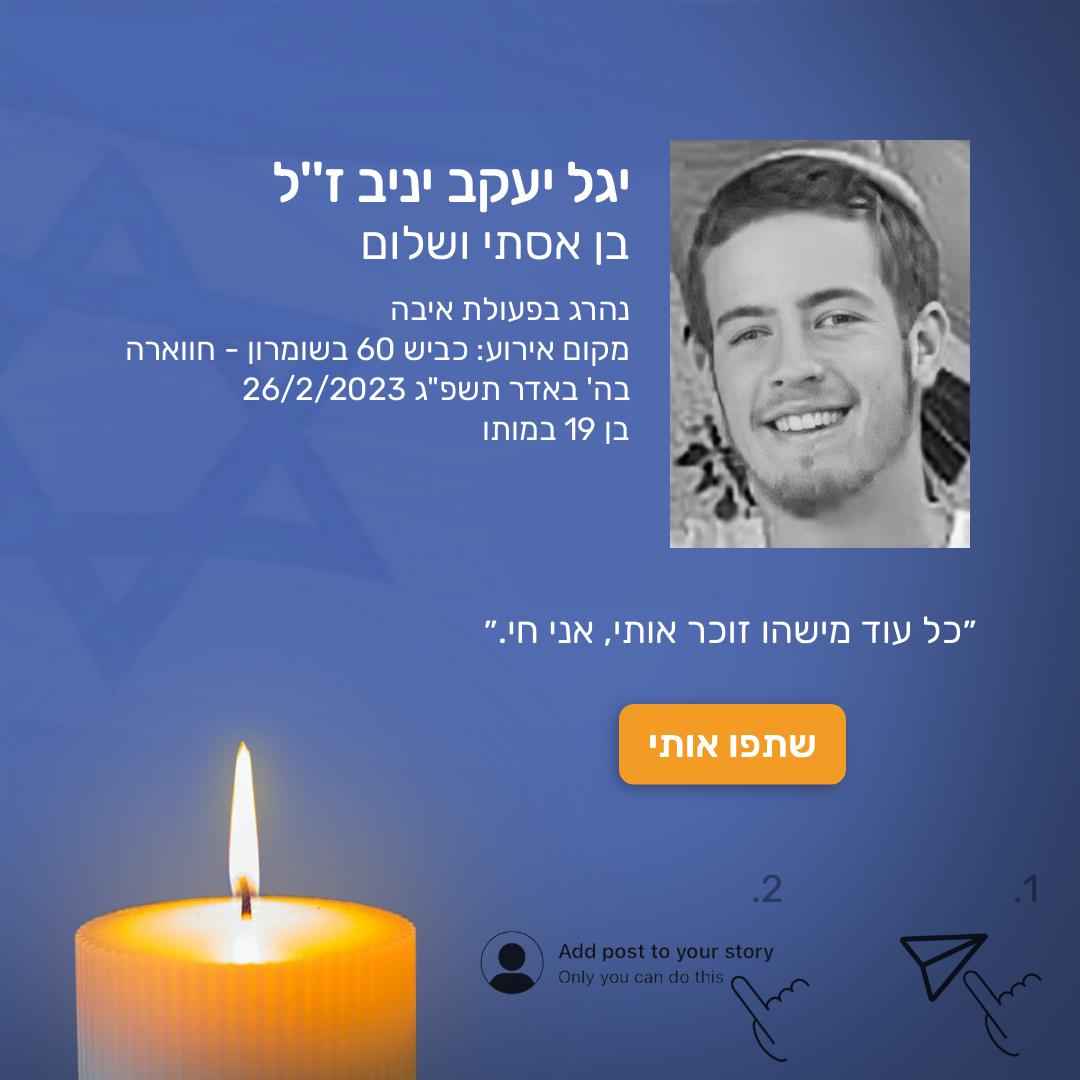 יגל יעקב יניב ז"ל
בן אסתי ושלום
נהרג בפעולת איבה
מקום אירוע: כביש 60 בשומרון - חווארה
בה' באדר תשפ"ג 26/2/2023
בן 19 במותו
״כל עוד מישהו זוכר אותי, אני חי.״
שתפו אותי
1.
2.
Add post to your story
Only you can do this